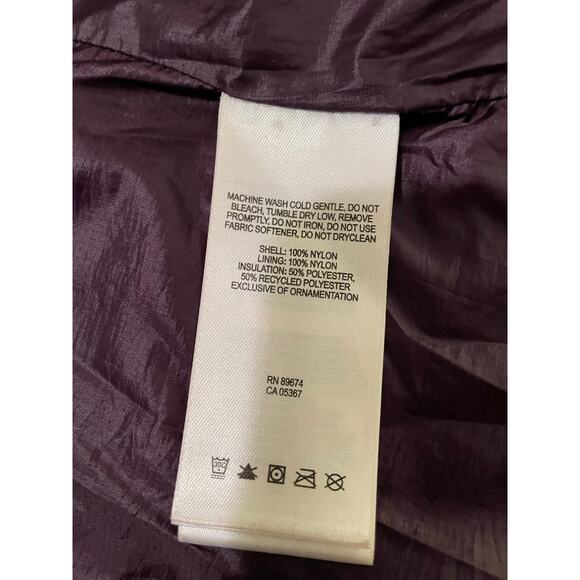 MACHINE WASH COLD GENTLE, DO NOT
BLEACH, TUMBLE DRY LOW, REMOVE
PROMPTLY, DO NOT IRON, DO NOT USE
FABRIC SOFTENER, DO NOT DRYCLEAN
SHELL: 100% NYLON
LINING: 100% NYLON
INSULATION: 50% POLYESTER,
50% RECYCLED POLYESTER
EXCLUSIVE OF ORNAMENTATION
RN 89674
CA 05367
30C